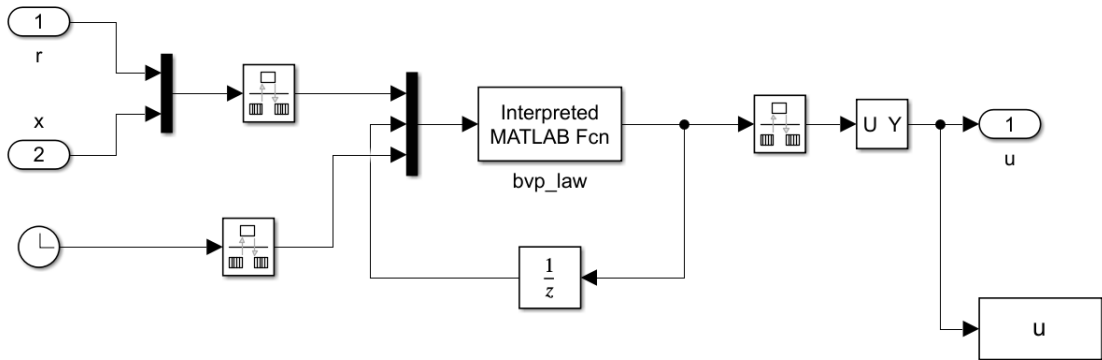 1
r
x
2
Interpreted
MATLAB Fcn
bvp_law
1
z
U Y
1
u
u